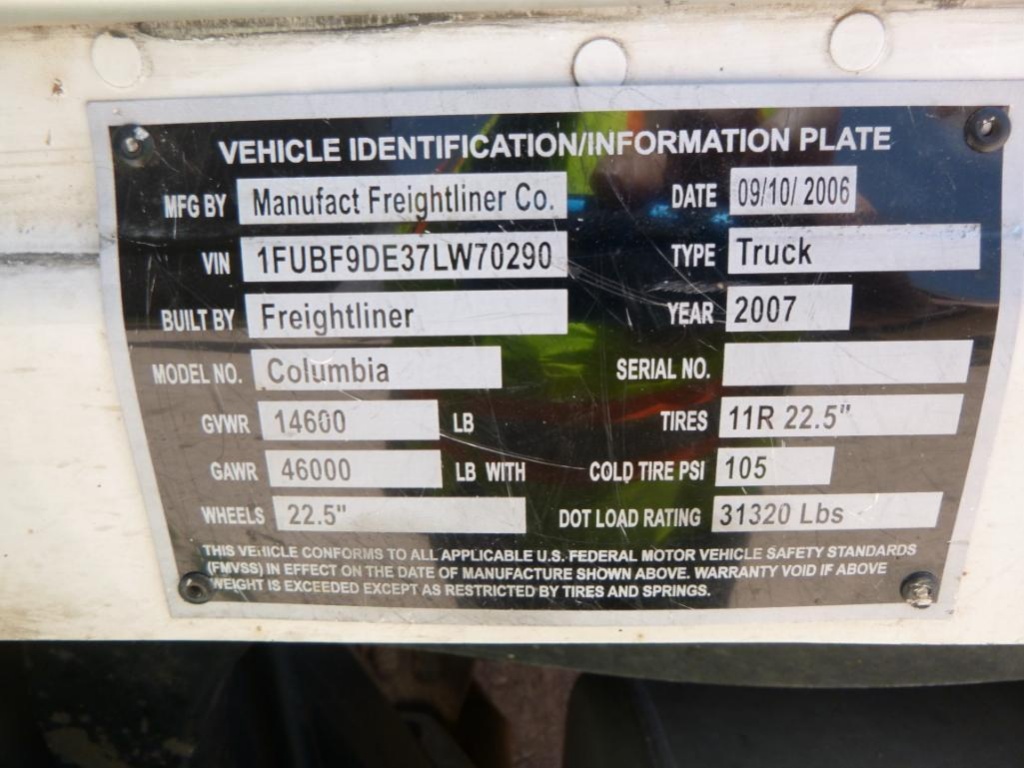 VEHICLE IDENTIFICATION/INFORMATION PLATE
MFG BY Manufact Freightliner Co. DATE 09/10/ 2006
VIN 1FUBF9DE37LW70290 TYPE Truck
BUILT BY Freightliner YEAR 2007
MODEL NO. Columbia SERIAL NO.
GVWR 14600 LB TIRES 11R 22.5"
GAWR 46000 LB WITH COLD TIRE PSI 105
WHEELS 22.5" DOT LOAD RATING 31320 Lbs
THIS VEHICLE CONFORMS TO ALL APPLICABLE U.S. FEDERAL MOTOR VEHICLE SAFETY STANDARDS
(FMVSS) IN EFFECT ON THE DATE OF MANUFACTURE SHOWN ABOVE. WARRANTY VOID IF ABOVE
WEIGHT IS EXCEEDED EXCEPT AS RESTRICTED BY TIRES AND SPRINGS.